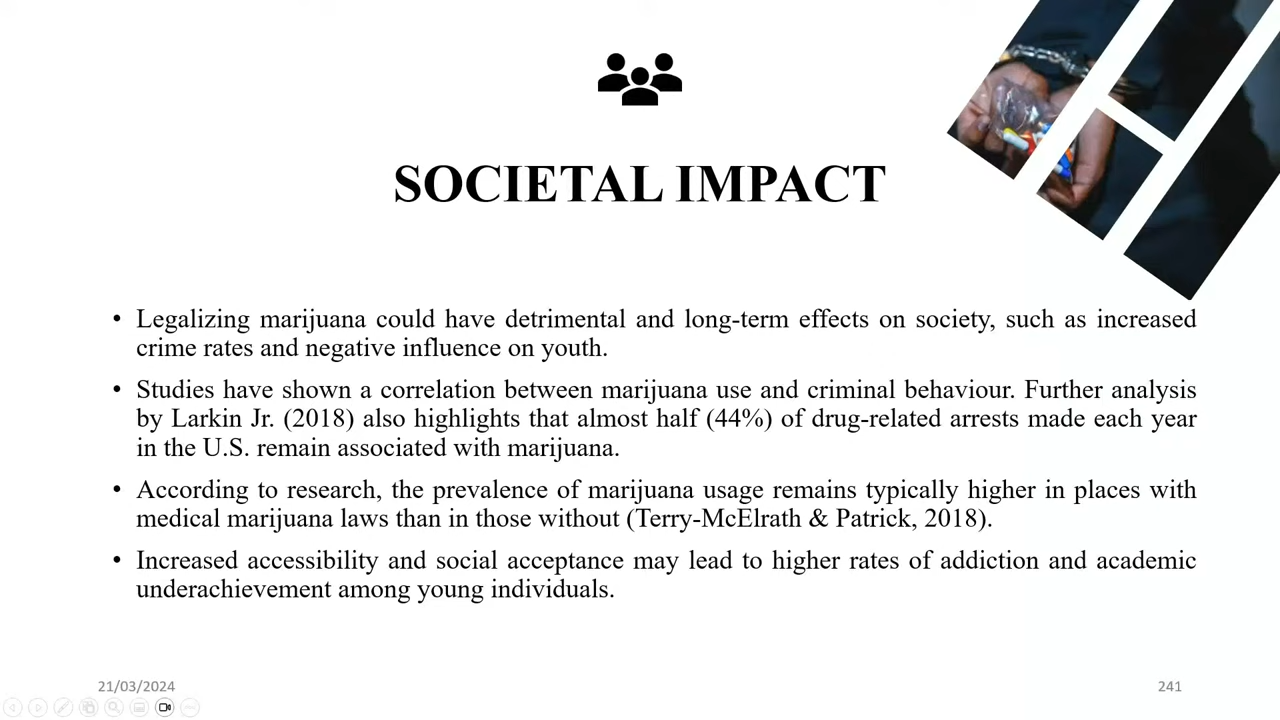 SOCIETAL IMPACT
• Legalizing marijuana could have detrimental and long-term effects on society, such as increased
crime rates and negative influence on youth.
• Studies have shown a correlation between marijuana use and criminal behaviour. Further analysis
by Larkin Jr. (2018) also highlights that almost half (44%) of drug-related arrests made each year
in the U.S. remain associated with marijuana.
• According to research, the prevalence of marijuana usage remains typically higher in places with
medical marijuana laws than in those without (Terry-McElrath & Patrick, 2018).
• Increased accessibility and social acceptance may lead to higher rates of addiction and academic
underachievement among young individuals.
21/03/2024
241